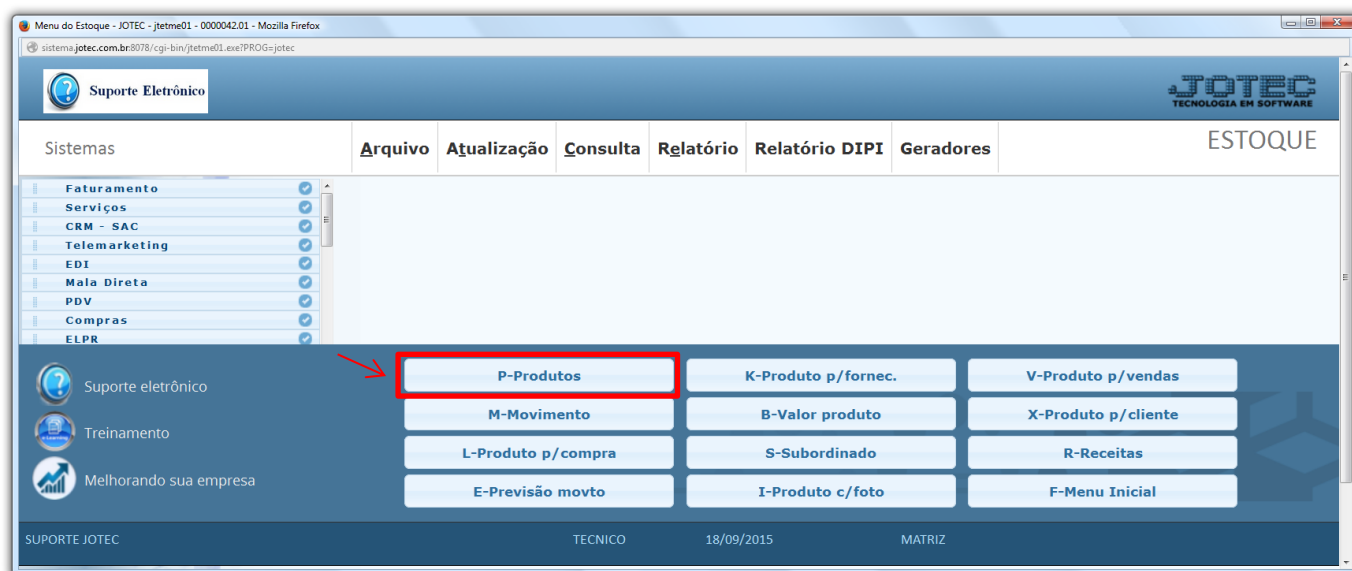 Menu do Estoque - JOTEC - jtetme01 - 0000042.01 - Mozilla Firefox
sistema.jotec.com.br:8078/cgi-bin/jtetme01.exe?PROG=jotec
Suporte Eletrônico
JOTEC
TECNOLOGIA EM SOFTWARE
Sistemas
Arquivo Atualização Consulta Relatório Relatório DIPI Geradores
ESTOQUE
Faturamento
Serviços
CRM - SAC
Telemarketing
EDI
Mala Direta
PDV
Compras
ELPR
Suporte eletrônico
Treinamento
Melhorando sua empresa
P-Produtos K-Produto p/fornec. V-Produto p/vendas
M-Movimento B-Valor produto X-Produto p/cliente
L-Produto p/compra S-Subordinado R-Receitas
E-Previsão movto I-Produto c/foto F-Menu Inicial
SUPORTE JOTEC TECNICO 18/09/2015 MATRIZ